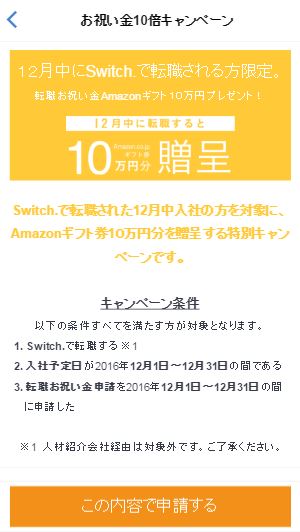 お祝い金10倍キャンペーン
12月中にSwitch.で転職される方限定。
転職お祝い金Amazonギフト10万円プレゼント！
12月中に転職すると
10
Amazon.co.jp
ギフト券
万円分
贈呈
Switch.で転職された12月中入社の方を対象に、
Amazonギフト券10万円分を贈呈する特別キャン
ペーンです。
キャンペーン条件
以下の条件すべてを満たす方が対象となります。
1. Switch.で転職する※1
2. 入社予定日が2016年12月1日〜12月31日の間である
3. 転職お祝い金申請を2016年12月1日〜12月31日の間
に申請した
※1 人材紹介会社経由は対象外です。ご了承ください。
この内容で申請する